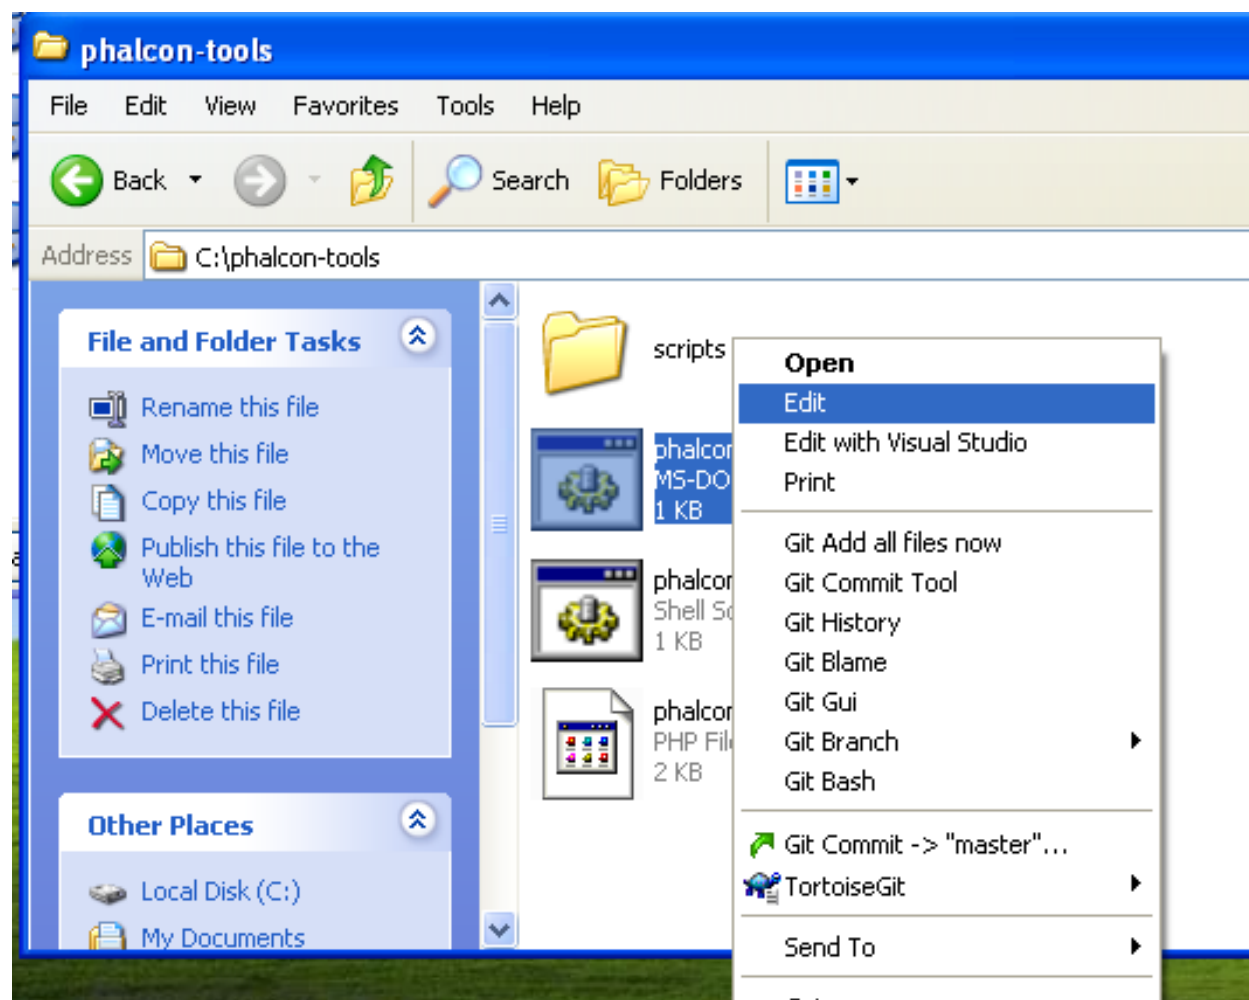 phalcon-tools
File Edit View Favorites Tools Help
Back Search Folders
Address C:\phalcon-tools
File and Folder Tasks
Rename this file
Move this file
Copy this file
Publish this file to the
Web
E-mail this file
Print this file
Delete this file
Other Places
Local Disk (C:)
My Documents
scripts
phalcon
MS-DO
1 KB
phalcon
Shell Sc
1 KB
phalcon
PHP File
2 KB
Open
Edit
Edit with Visual Studio
Print
Git Add all files now
Git Commit Tool
Git History
Git Blame
Git Gui
Git Branch
Git Bash
Git Commit -> "master"...
TortoiseGit
Send To